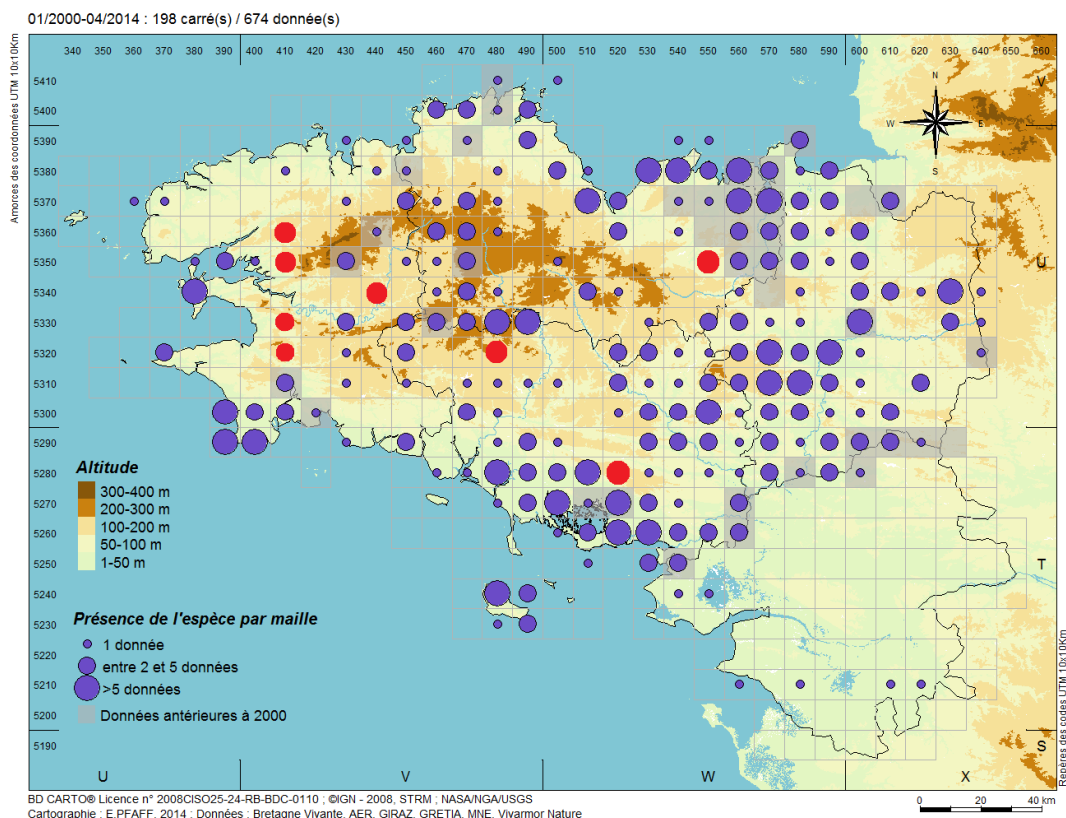 01/2000-04/2014 : 198 carré(s) / 674 donnée(s)
340 350 360 370 380 390 400 410 420 430 440 450 460 470 480 490 500 510 520 530 540 550 560 570 580 590 600 610 620 630 640 650 660
Amorces des coordonnées UTM 10x10Km
5410
5400
5390
5380
5370
5360
5350
5340
5330
5320
5310
5300
5290
5280
5270
5260
5250
5240
5230
5220
5210
5200
5190
N
W
E
S
V
U
T
S
Altitude
300-400 m
200-300 m
100-200 m
50-100 m
1-50 m
Présence de l'espèce par maille
1 donnée
entre 2 et 5 données
>5 données
Données antérieures à 2000
U V W X
Repères des codes UTM 10x10Km
BD CARTO® Licence n° 2008CISO25-24-RB-BDC-0110 ; ©IGN - 2008, STRM ; NASA/NGA/USGS
Cartographie : E.PFAFF, 2014 ; Données : Bretagne Vivante, AER, GIRAZ, GRETIA, MNE, Vivarmor Nature
0 20 40 km